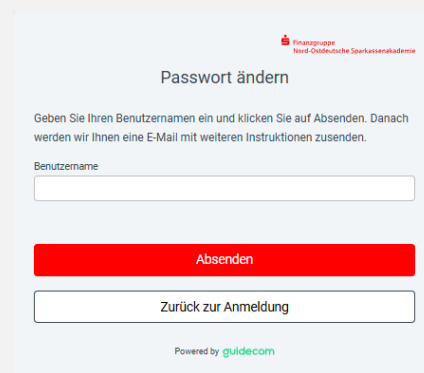 Finanzgruppe
Nord-Ostdeutsche Sparkassenakademie
Passwort ändern
Geben Sie Ihren Benutzernamen ein und klicken Sie auf Absenden. Danach
werden wir Ihnen eine E-Mail mit weiteren Instruktionen zusenden.
Benutzername
Absenden
Zurück zur Anmeldung
Powered by guidecom